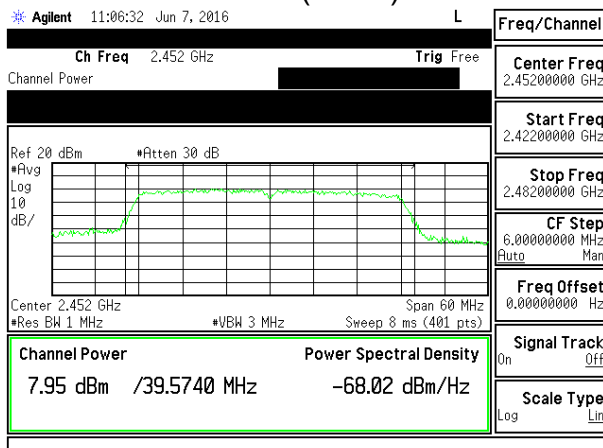 Agilent 11:06:32 Jun 7, 2016 L
Ch Freq 2.452 GHz Trig Free
Channel Power
Ref 20 dBm #Atten 30 dB
#Avg
Log
10
dB/
Center 2.452 GHz Span 60 MHz
#Res BW 1 MHz #VBW 3 MHz Sweep 8 ms (401 pts)
Channel Power Power Spectral Density
7.95 dBm /39.5740 MHz -68.02 dBm/Hz
Freq/Channel
Center Freq
2.45200000 GHz
Start Freq
2.42200000 GHz
Stop Freq
2.48200000 GHz
CF Step
6.00000000 MHz
Auto Man
Freq Offset
0.00000000 Hz
Signal Track
On Off
Scale Type
Log Lin